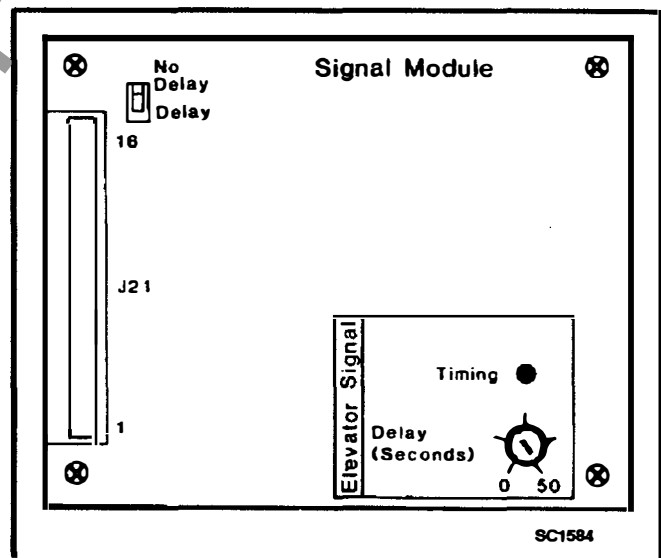 No
Delay
Delay
Signal Module
16
J21
1
Elevator Signal
Timing
Delay
(Seconds)
0 50
SC1584